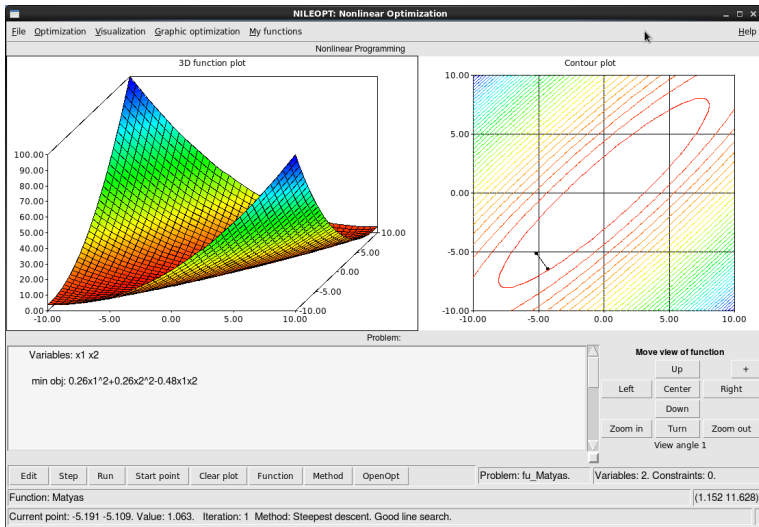 NILEOPT: Nonlinear Optimization
File Optimization Visualization Graphic optimization My functions Help
Nonlinear Programming
3D function plot
100.00
90.00
80.00
70.00
60.00
50.00
40.00
30.00
20.00
10.00
0.00
-10.00 -5.00 0.00 5.00 10.00
10.00
5.00
0.00
-5.00
-10.00
Contour plot
10.00
5.00
0.00
-5.00
-10.00
-10.00 -5.00 0.00 5.00 10.00
Problem:
Variables: x1 x2
min obj: 0.26x1^2+0.26x2^2-0.48x1x2
Move view of function
Up +
Left Center Right
Down
Zoom in Turn Zoom out
View angle 1
Edit Step Run Start point Clear plot Function Method OpenOpt
Problem: fu_Matyas. Variables: 2. Constraints: 0.
Function: Matyas (1.152 11.628)
Current point: -5.191 -5.109. Value: 1.063. Iteration: 1 Method: Steepest descent. Good line search.